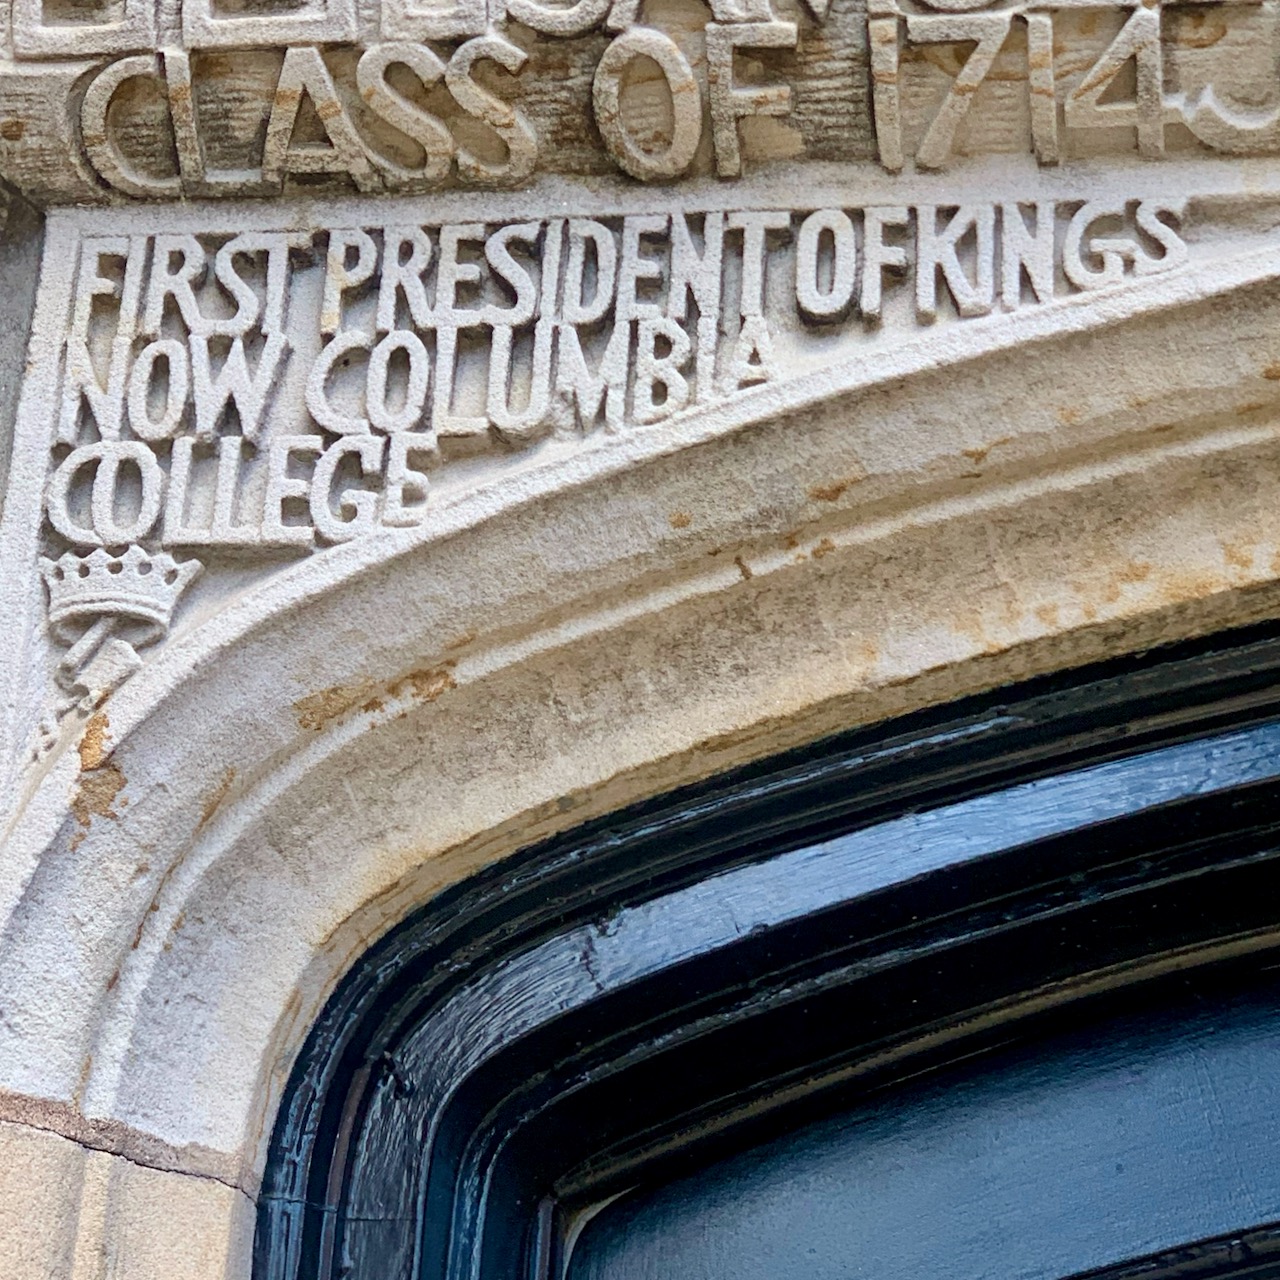 CLASS OF 1714
FIRST PRESIDENT OF KINGS
NOW COLUMBIA
COLLEGE